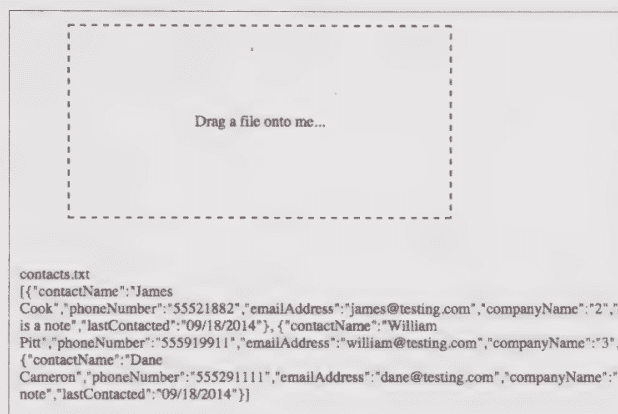 Drag a file onto me...
contacts.txt
[{"contactName":"James
Cook","phoneNumber":"55521882","emailAddress":"james@testing.com","companyName":"2","
is a note","lastContacted":"09/18/2014"}, {"contactName":"William
Pitt","phoneNumber":"555919911","emailAddress":"william@testing.com","companyName":"3",
{"contactName":"Dane
Cameron","phoneNumber":"555291111","emailAddress":"dane@testing.com","companyName":"
note","lastContacted":"09/18/2014"}]